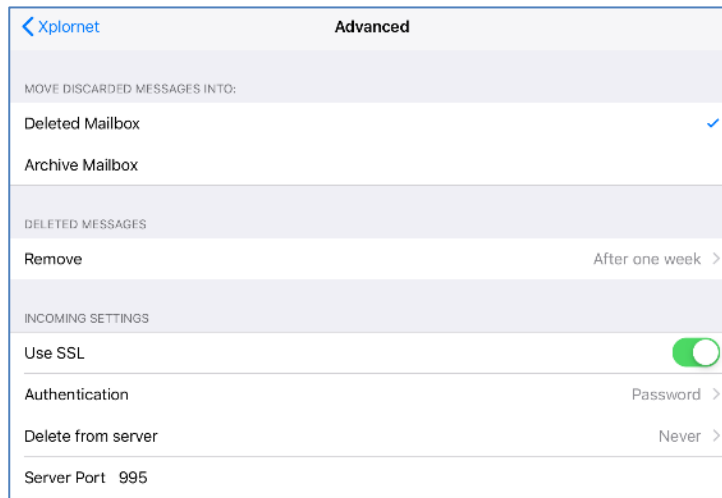 Xplornet
Advanced
MOVE DISCARDED MESSAGES INTO:
Deleted Mailbox
Archive Mailbox
DELETED MESSAGES
Remove After one week
INCOMING SETTINGS
Use SSL
Authentication Password
Delete from server Never
Server Port 995